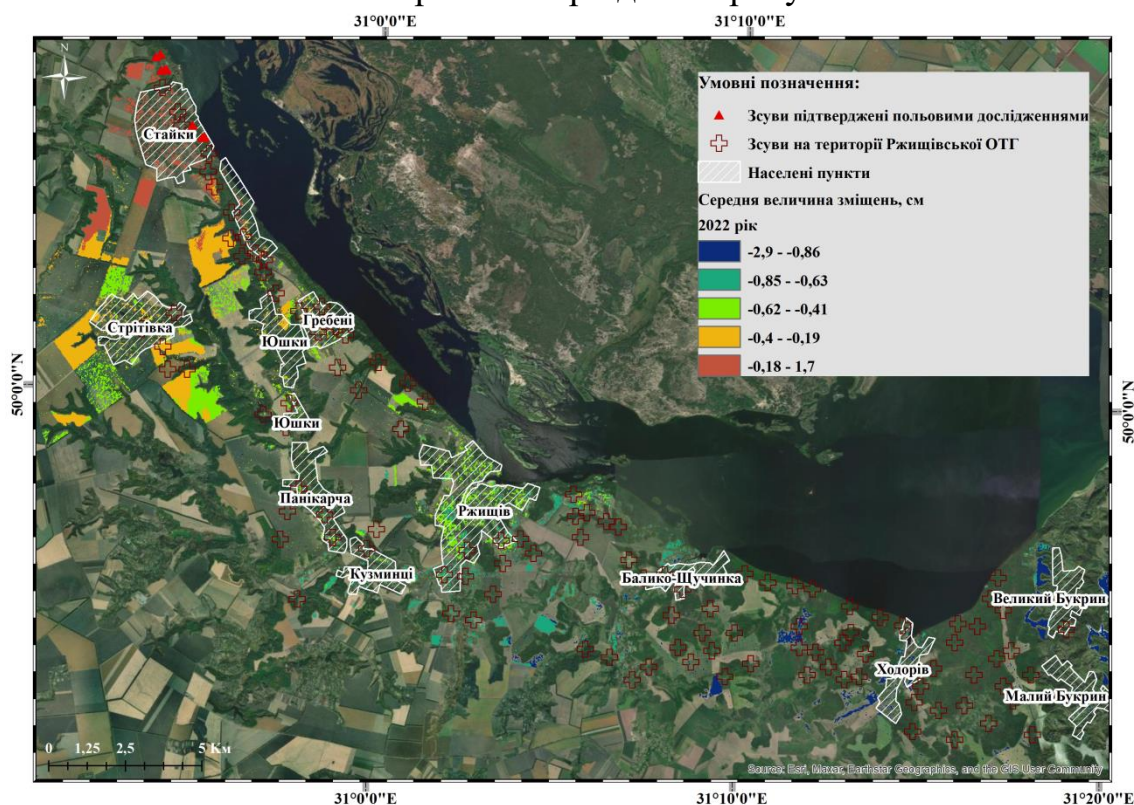 31°0'0"E
31°10'0"E
N
Умовні позначення:
Зсуви підтверджені польовими дослідженнями
Зсуви на території Ржищівської ОТГ
Населені пункти
Середня величина зміщень, см
2022 рік
-2,9 - -0,86
-0,85 - -0,63
-0,62 - -0,41
-0,4 - -0,19
-0,18 - 1,7
Стайки
Стрітівка
Гребені
Юшки
50°0'0"N
50°0'0"N
Юшки
Панікарча
Ржищів
Кузминці
Балико-Щучинка
Великий Букрин
Ходорів
Малий Букрин
0 1,25 2,5 5 Км
Source: Esri, Maxar, Earthstar Geographics, and the GIS User Community
31°0'0"E
31°10'0"E
31°20'0"E